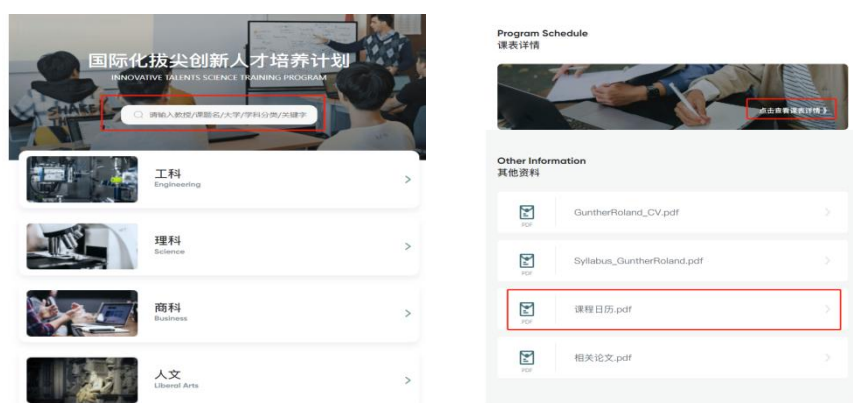 国际化拔尖创新人才培养计划
INNOVATIVE TALENTS SCIENCE TRAINING PROGRAM
请输入教授/课题名/大学/学科分类/关键字
工科
Engineering
理科
Science
商科
Business
人文
Liberal Arts
Program Schedule
课表详情
点击查看课表详情
Other Information
其他资料
GuntherRoland_CV.pdf
PDF
Syllabus_GuntherRoland.pdf
PDF
课程日历.pdf
PDF
相关论文.pdf
PDF